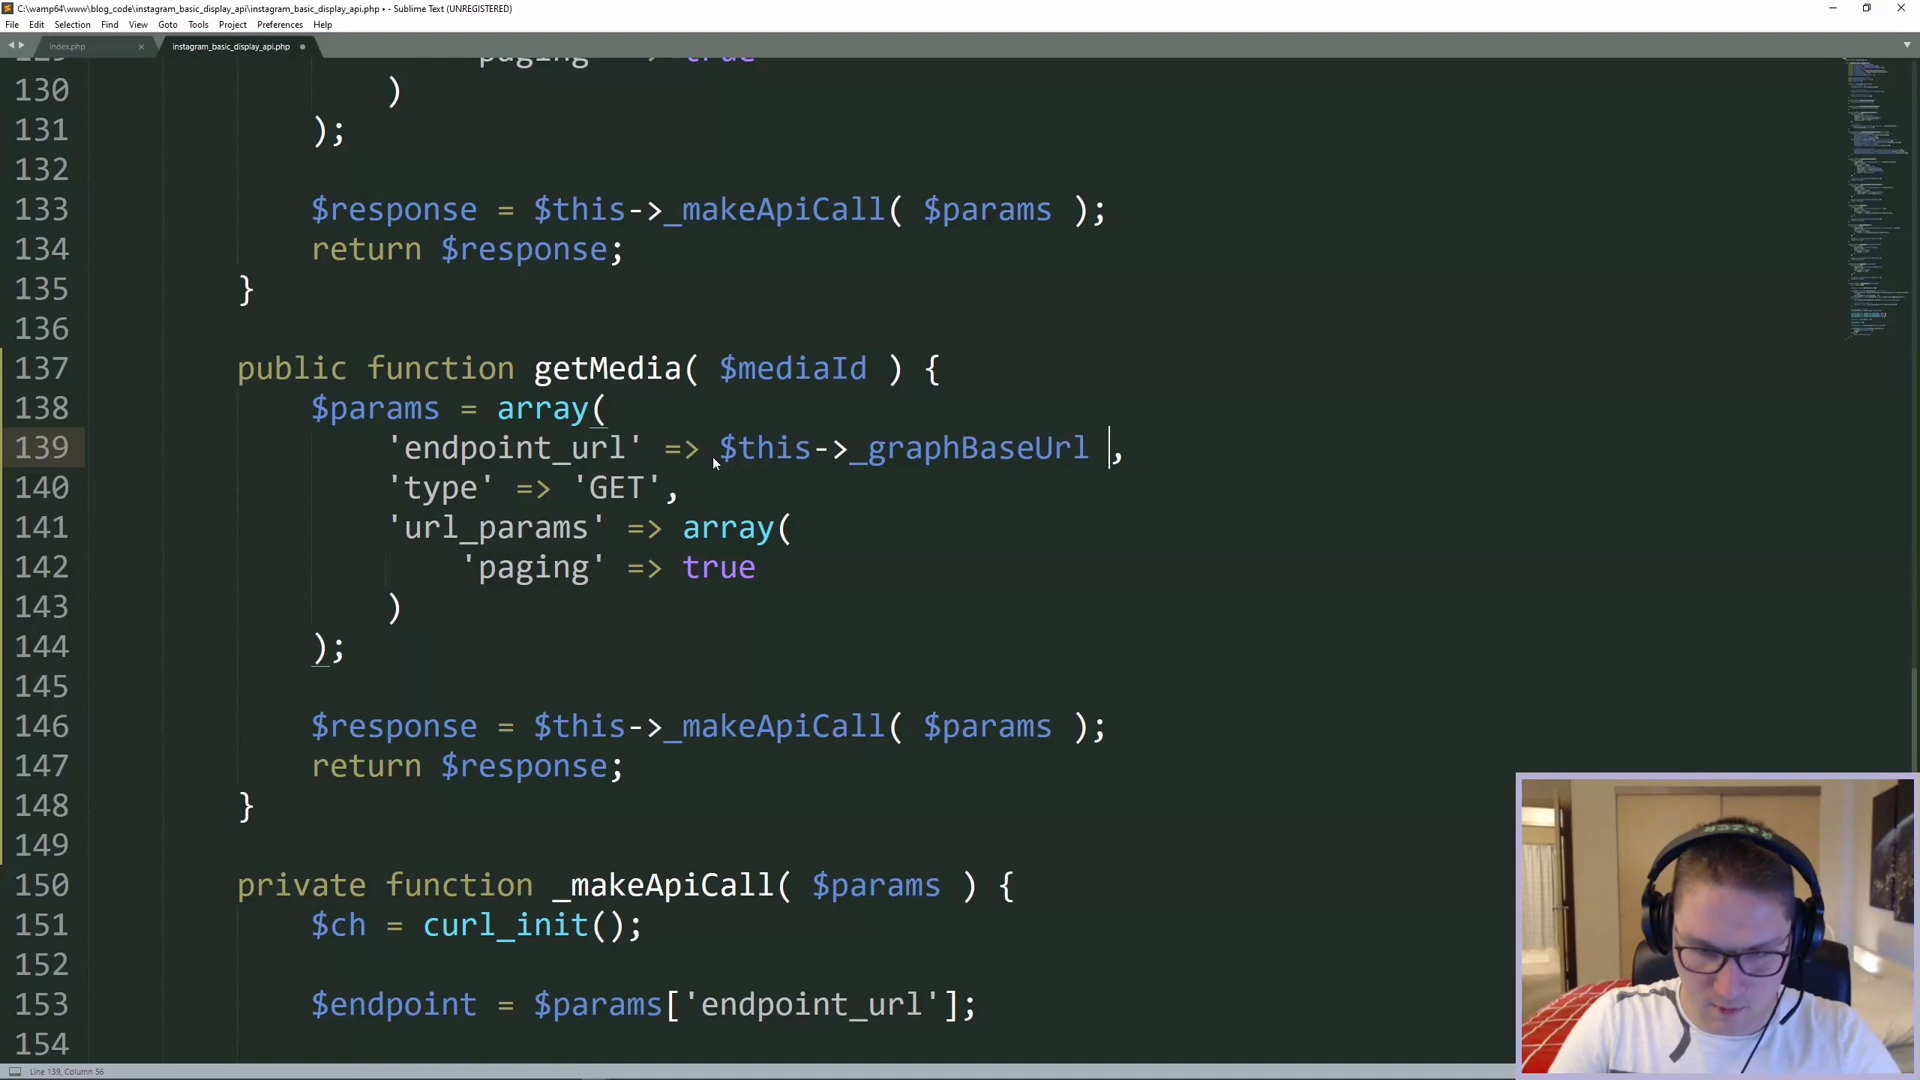 C:\wamp64\www\blog_code\instagram_basic_display_api\instagram_basic_display_api.php • - Sublime Text (UNREGISTERED)
File Edit Selection Find View Goto Tools Project Preferences Help
index.php instagram_basic_display_api.php
'paging' => true
130 )
131 );
132
133 $response = $this->_makeApiCall( $params );
134 return $response;
135 }
136
137 public function getMedia( $mediaId ) {
138 $params = array(
139 'endpoint_url' => $this->_graphBaseUrl ,
140 'type' => 'GET',
141 'url_params' => array(
142 'paging' => true
143 )
144 );
145
146 $response = $this->_makeApiCall( $params );
147 return $response;
148 }
149
150 private function _makeApiCall( $params ) {
151 $ch = curl_init();
152
153 $endpoint = $params['endpoint_url'];
154
Line 139, Column 56
RAZER